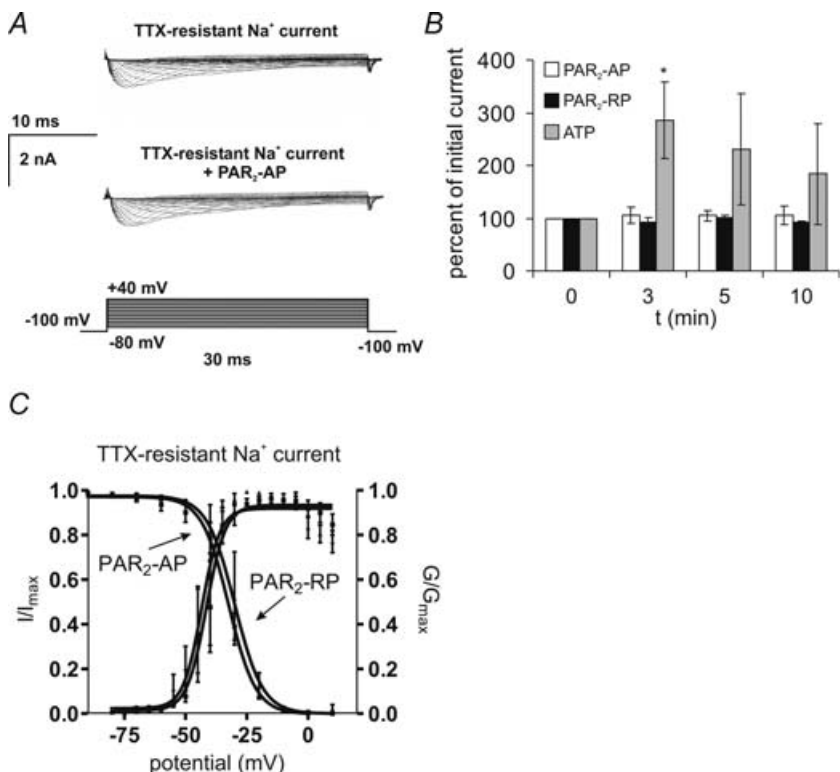 A
TTX-resistant Na⁺ current
10 ms
2 nA
TTX-resistant Na⁺ current
+ PAR₂-AP
+40 mV
-100 mV
-80 mV
-100 mV
30 ms
B
400
300
200
100
0
percent of initial current
PAR₂-AP
PAR₂-RP
ATP
*
0 3 5 10
t (min)
C
TTX-resistant Na⁺ current
1.0
0.8
0.6
0.4
0.2
0.0
I/Imax
PAR₂-AP
PAR₂-RP
1.0
0.8
0.6
0.4
0.2
0.0
G/Gmax
-75 -50 -25 0
potential (mV)